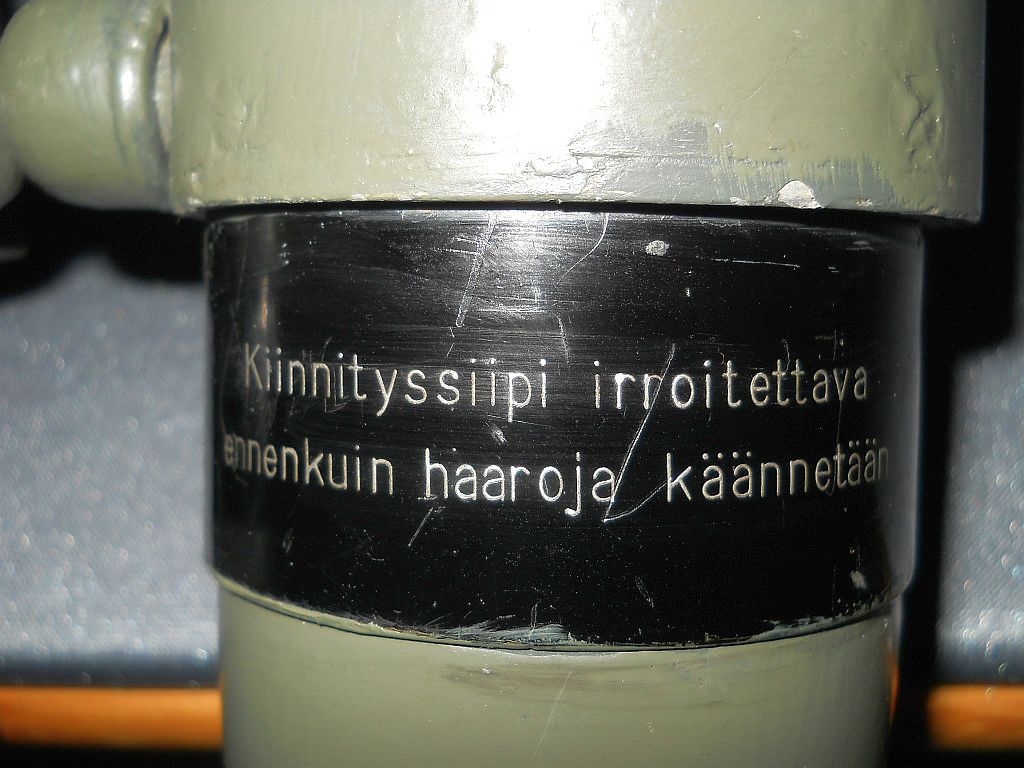 Kiinnityssiipi irroitettava
ennenkuin haaroja käännetään